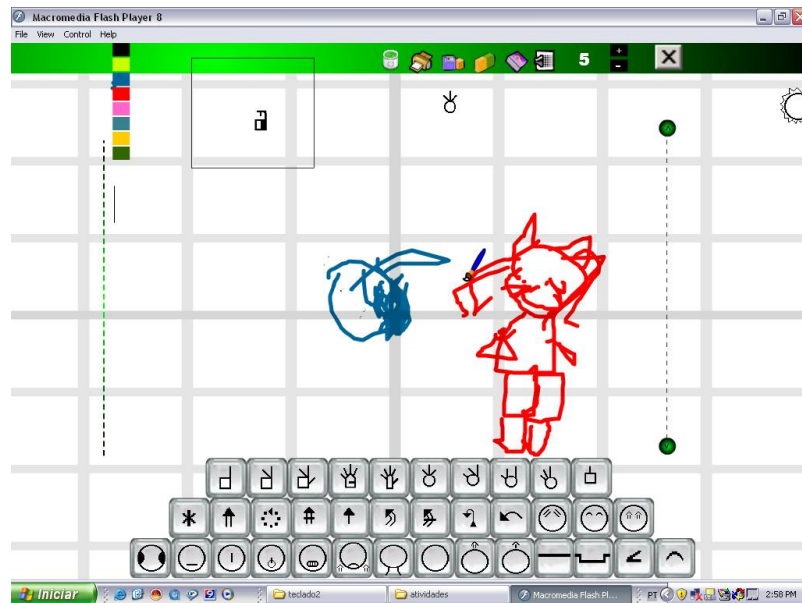 Macromedia Flash Player 8
File View Control Help
5
+
-
Iniciar
teclado2
atividades
Macromedia Flash Pl...
PT
2:58 PM